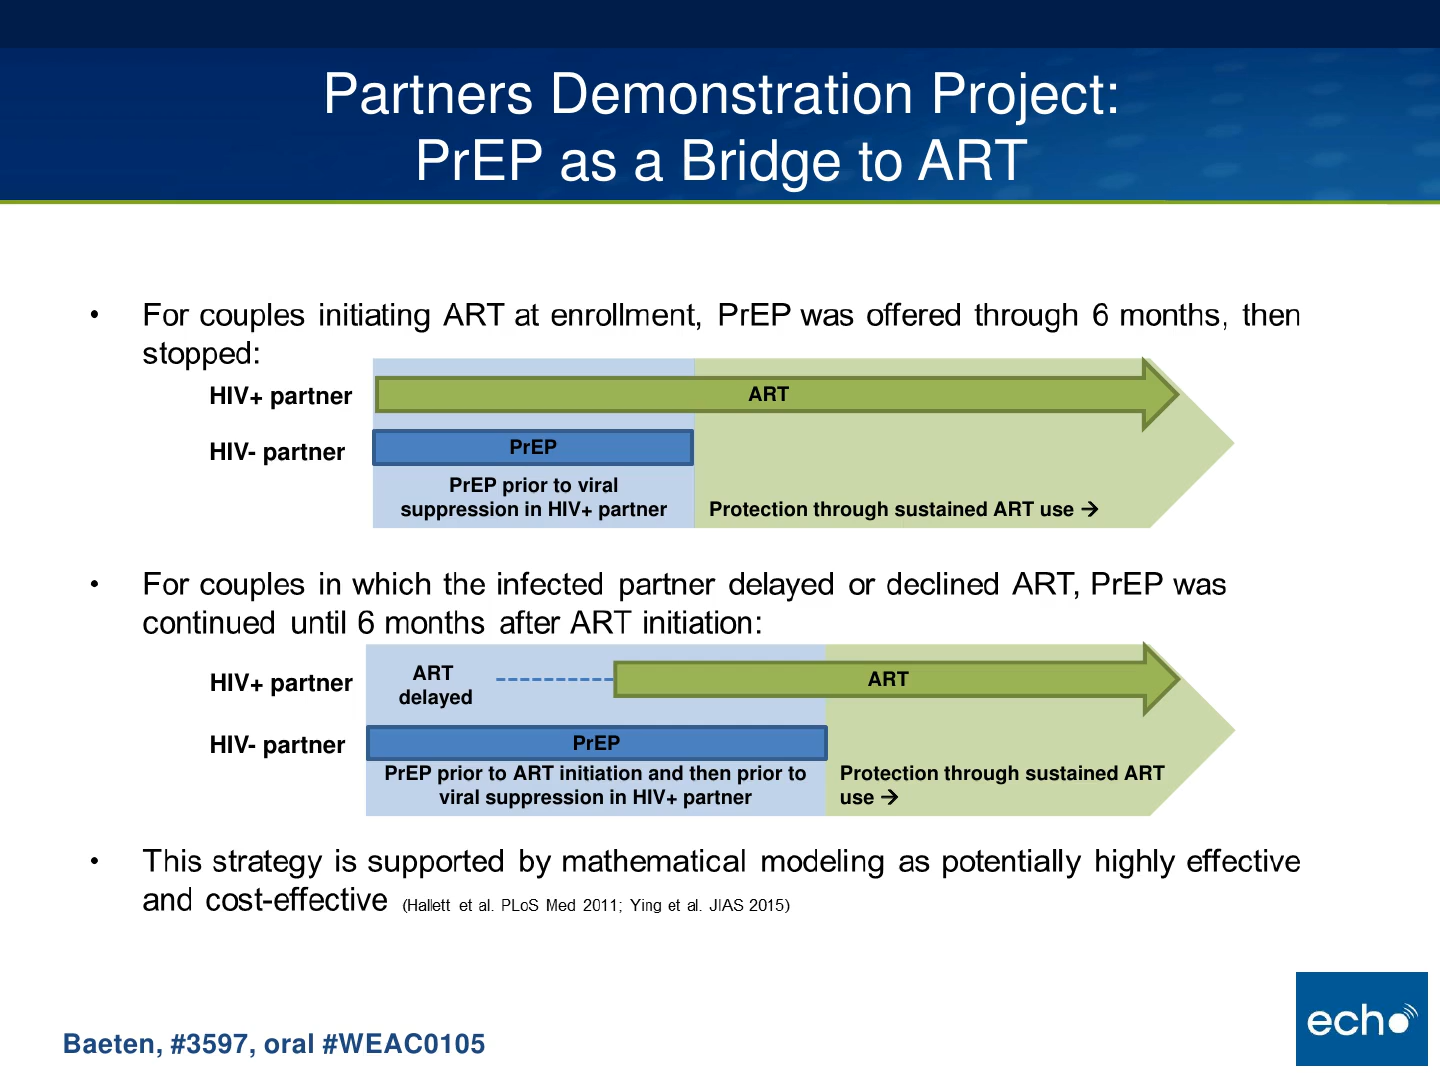 Partners Demonstration Project:
PrEP as a Bridge to ART
• For couples initiating ART at enrollment, PrEP was offered through 6 months, then
stopped:
HIV+ partner
ART
HIV- partner
PrEP
PrEP prior to viral
suppression in HIV+ partner
Protection through sustained ART use →
• For couples in which the infected partner delayed or declined ART, PrEP was
continued until 6 months after ART initiation:
HIV+ partner
ART
delayed
ART
HIV- partner
PrEP
PrEP prior to ART initiation and then prior to
viral suppression in HIV+ partner
Protection through sustained ART
use →
• This strategy is supported by mathematical modeling as potentially highly effective
and cost-effective (Hallett et al. PLoS Med 2011; Ying et al. JIAS 2015)
Baeten, #3597, oral #WEAC0105
echo